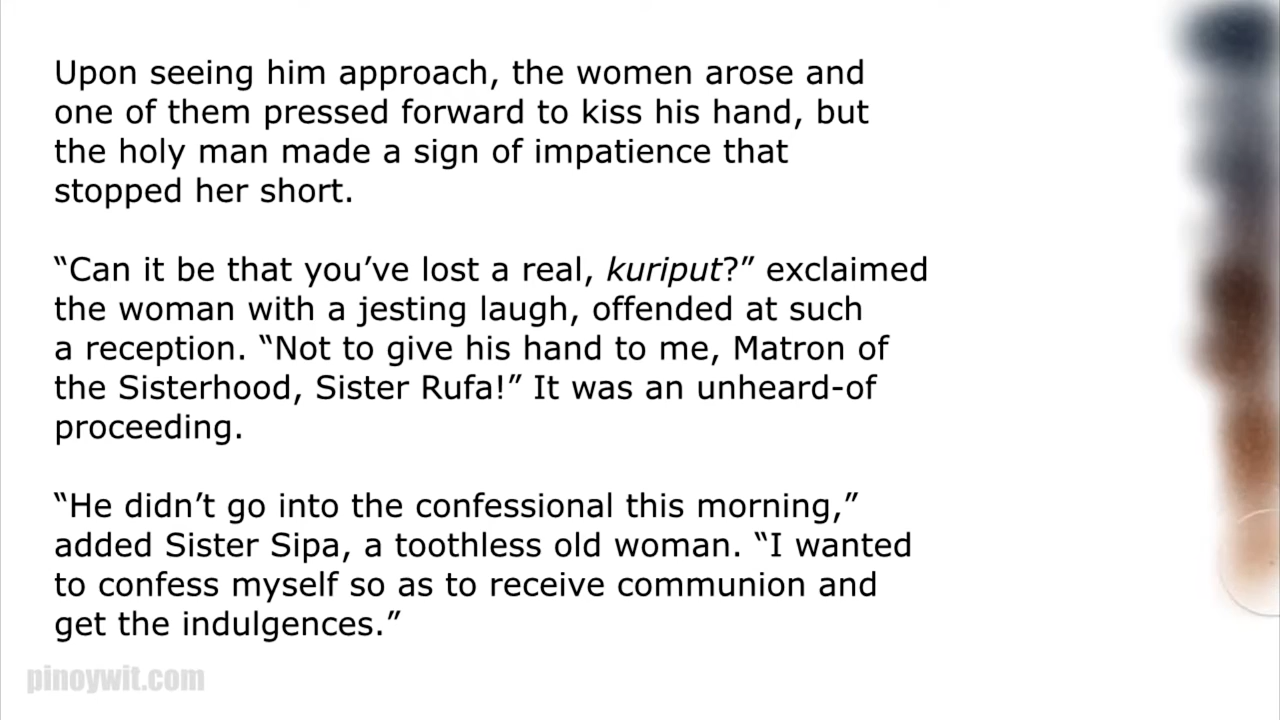 Upon seeing him approach, the women arose and
one of them pressed forward to kiss his hand, but
the holy man made a sign of impatience that
stopped her short.
“Can it be that you’ve lost a real, kuriput?” exclaimed
the woman with a jesting laugh, offended at such
a reception. “Not to give his hand to me, Matron of
the Sisterhood, Sister Rufa!” It was an unheard-of
proceeding.
“He didn’t go into the confessional this morning,”
added Sister Sipa, a toothless old woman. “I wanted
to confess myself so as to receive communion and
get the indulgences.”
pinoywit.com